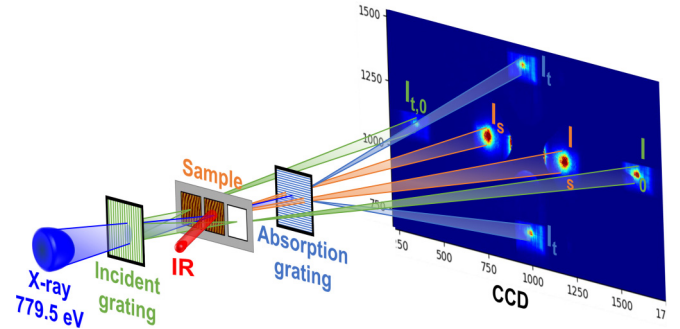 1500
1250
1000
750
I t
I t,0
I s
I
s
I
0
I t
Sample
IR
Incident
grating
X-ray
779.5 eV
Absorption
grating
250
500
750
1000
1250
1500
17
CCD